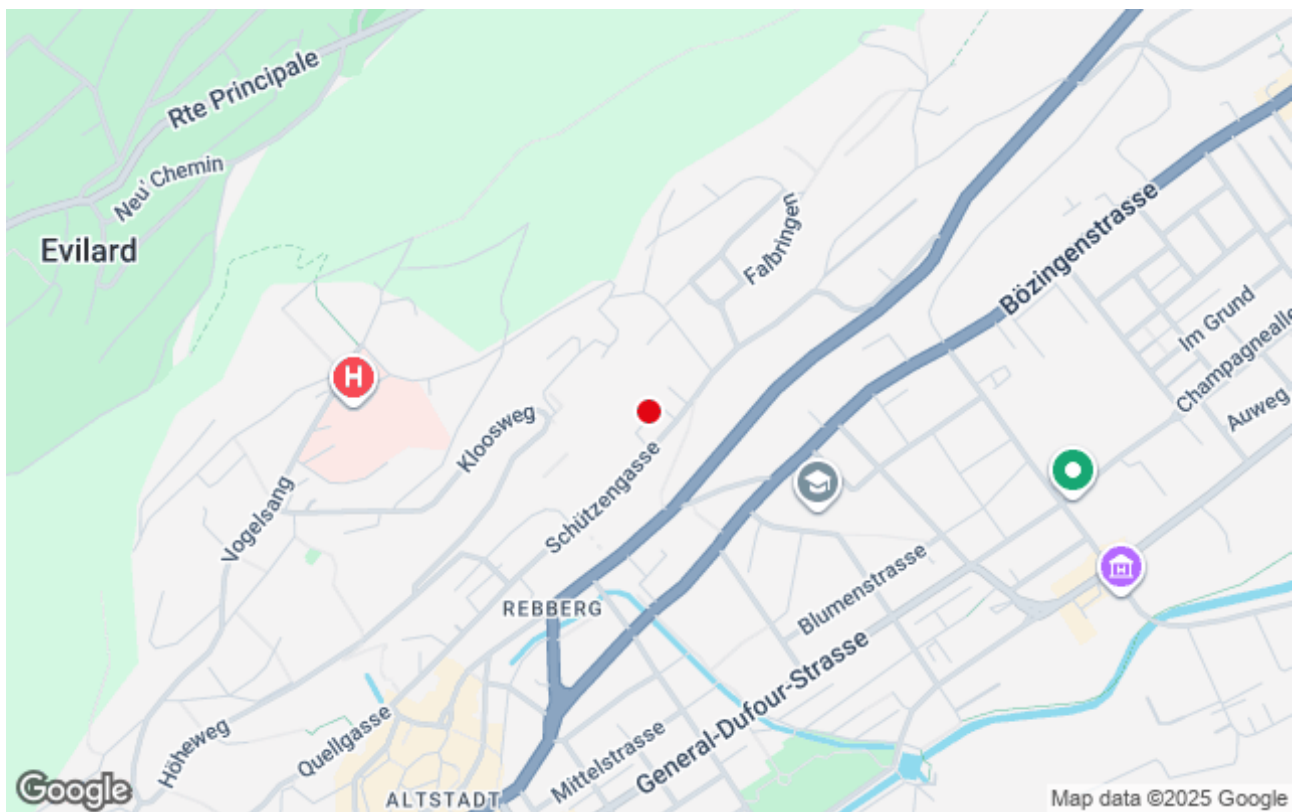 Rte Principale
Neu' Chemin
Evilard
Falbringen
Bözingenstrasse
Im Grund
Champagneallee
Auweg
H
Kloosweg
Schützengasse
Vogelsang
REBBERG
Blumenstrasse
General-Dufour-Strasse
Höheweg
Quellgasse
Mittelstrasse
ALTSTADT
Google
Map data ©2025 Google